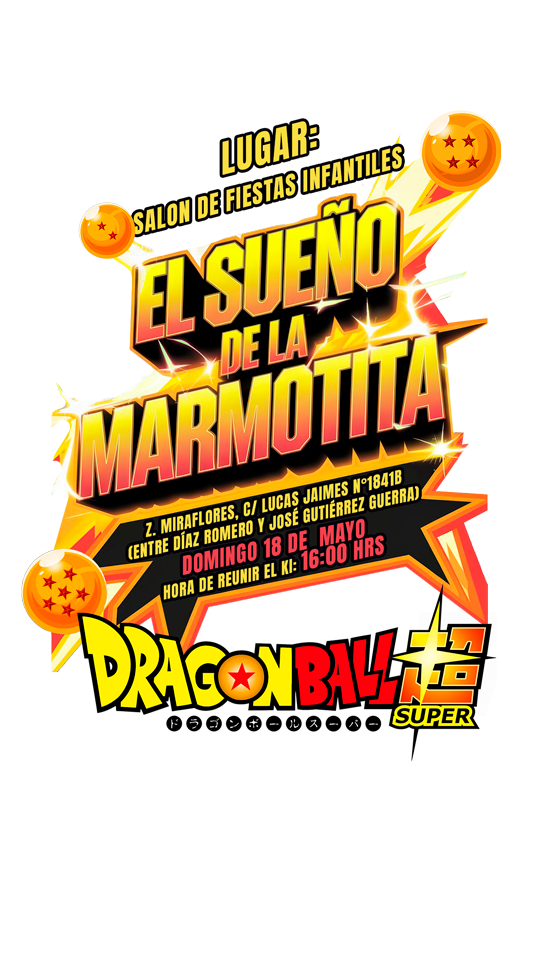 LUGAR:
SALON DE FIESTAS INFANTILES
EL SUEÑO
DE LA
MARMOTITA
Z. MIRAFLORES, C/ LUCAS JAIMES N°1841B
(ENTRE DÍAZ ROMERO Y JOSÉ GUTIÉRREZ GUERRA)
DOMINGO 18 DE MAYO
HORA DE REUNIR EL KI: 16:00 HRS
DRAGON BALL 超
SUPER
ドラゴンボールスーパー